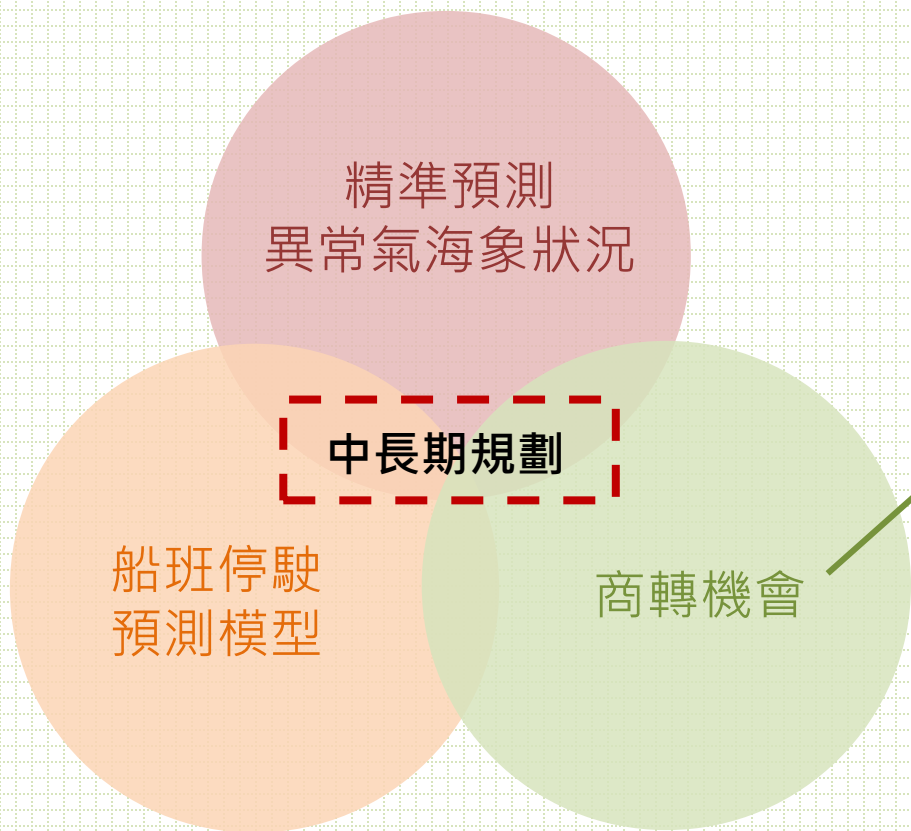 精準預測
異常氣海象狀況
中長期規劃
船班停駛
預測模型
商轉機會